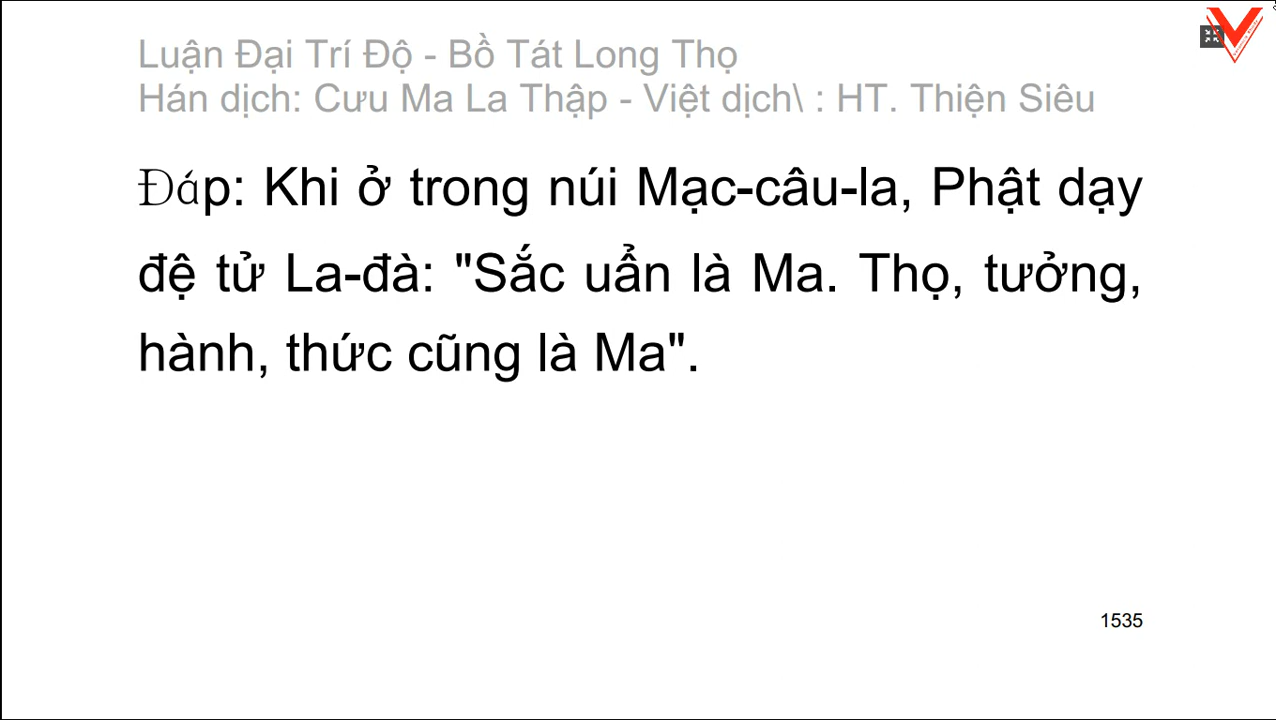 Luận Đại Trí Độ - Bồ Tát Long Thọ
Hán dịch: Cưu Ma La Thập - Việt dịch\ : HT. Thiện Siêu
Đáp: Khi ở trong núi Mạc-câu-la, Phật dạy
đệ tử La-đà: "Sắc uẩn là Ma. Thọ, tưởng,
hành, thức cũng là Ma".
1535